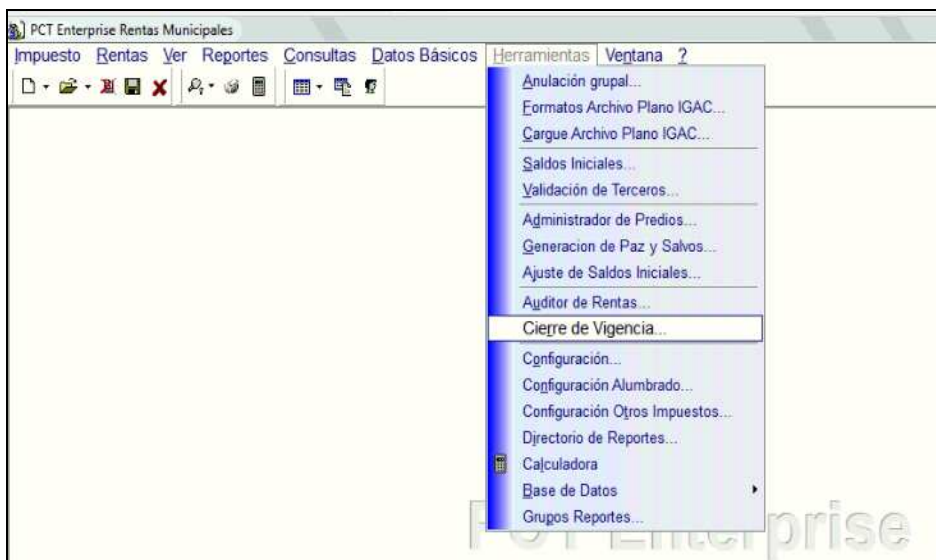 PCT Enterprise Rentas Municipales
Impuesto Rentas Ver Reportes Consultas Datos Básicos Herramientas Ventana ?
Anulación grupal...
Formatos Archivo Plano IGAC...
Cargue Archivo Plano IGAC...
Saldos Iniciales...
Validación de Terceros...
Administrador de Predios...
Generacion de Paz y Salvos...
Ajuste de Saldos Iniciales...
Auditor de Rentas...
Cierre de Vigencia...
Configuración...
Configuración Alumbrado...
Configuración Otros Impuestos...
Directorio de Reportes...
Calculadora
Base de Datos
Grupos Reportes...
PCT Enterprise